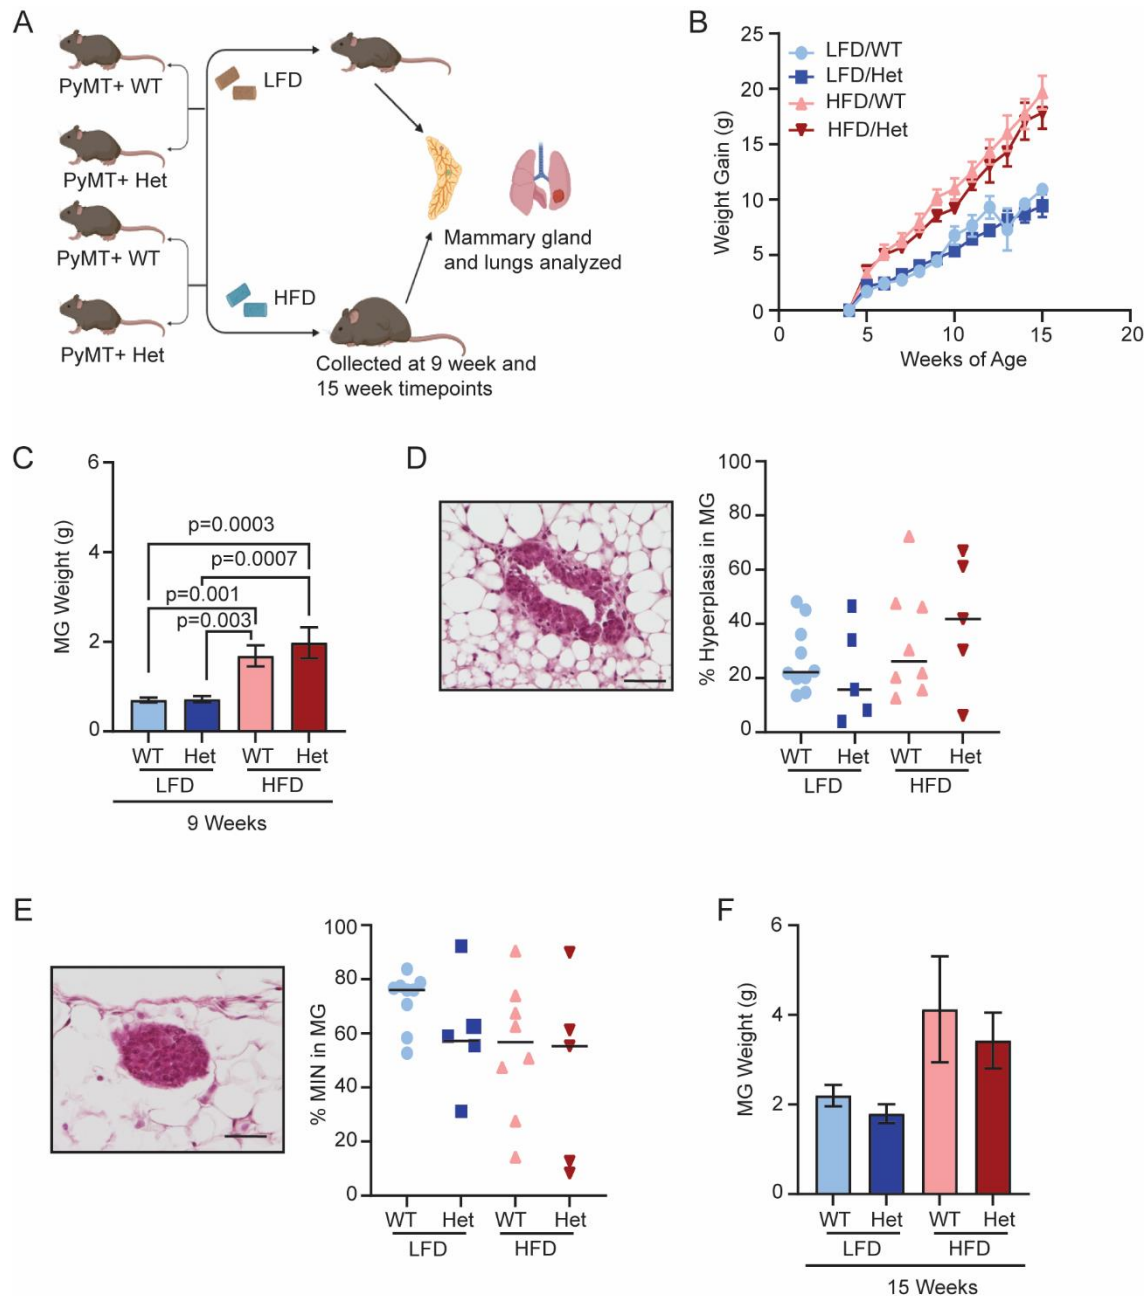 A
PyMT+ WT
PyMT+ Het
PyMT+ WT
PyMT+ Het
LFD
HFD
Mammary gland
and lungs analyzed
Collected at 9 week and
15 week timepoints
B
Weight Gain (g)
25
20
15
10
5
0
0 5 10 15 20
Weeks of Age
LFD/WT
LFD/Het
HFD/WT
HFD/Het
C
MG Weight (g)
6
4
2
0
p=0.0003
p=0.0007
p=0.001
p=0.003
WT Het WT Het
LFD HFD
9 Weeks
D
% Hyperplasia in MG
100
80
60
40
20
0
WT Het WT Het
LFD HFD
E
% MIN in MG
100
80
60
40
20
0
WT Het WT Het
LFD HFD
F
MG Weight (g)
6
4
2
0
WT Het WT Het
LFD HFD
15 Weeks